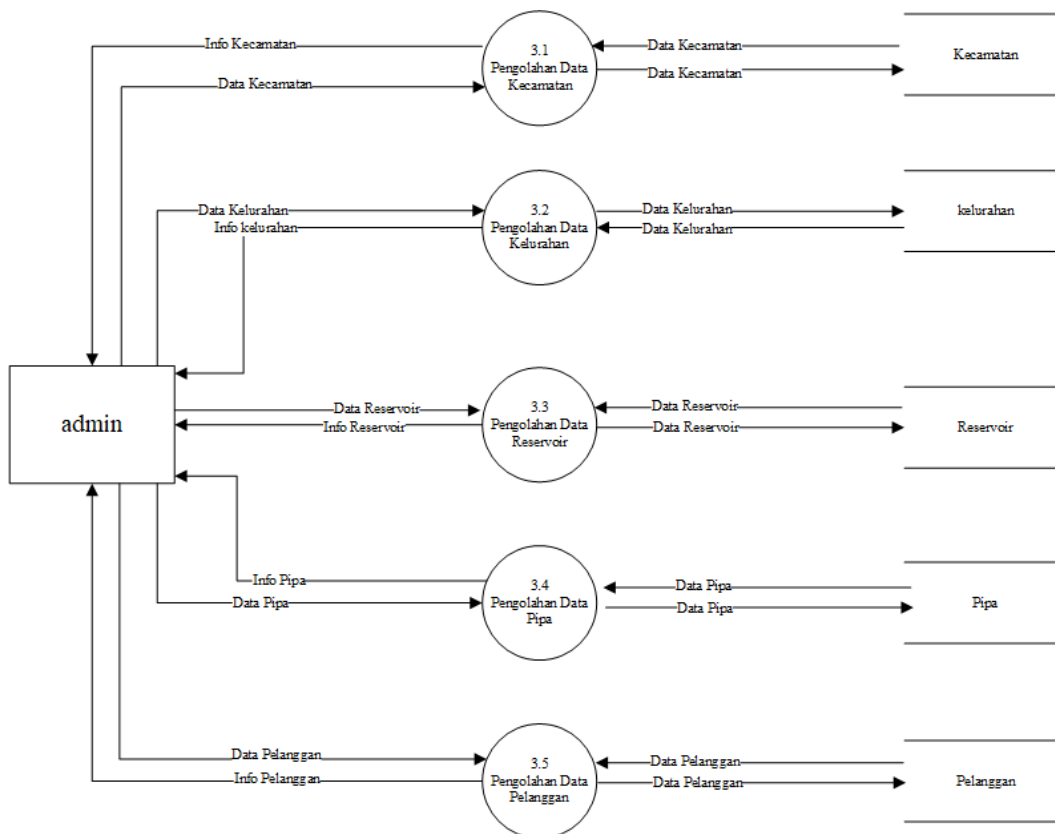 Info Kecamatan
Data Kecamatan
3.1
Pengolahan Data
Kecamatan
Data Kecamatan
Data Kecamatan
Kecamatan
Data Kelurahan
Info kelurahan
3.2
Pengolahan Data
Kelurahan
Data Kelurahan
Data Kelurahan
kelurahan
admin
Data Reservoir
Info Reservoir
3.3
Pengolahan Data
Reservoir
Data Reservoir
Data Reservoir
Reservoir
Info Pipa
Data Pipa
3.4
Pengolahan Data
Pipa
Data Pipa
Data Pipa
Pipa
Data Pelanggan
Info Pelanggan
3.5
Pengolahan Data
Pelanggan
Data Pelanggan
Data Pelanggan
Pelanggan